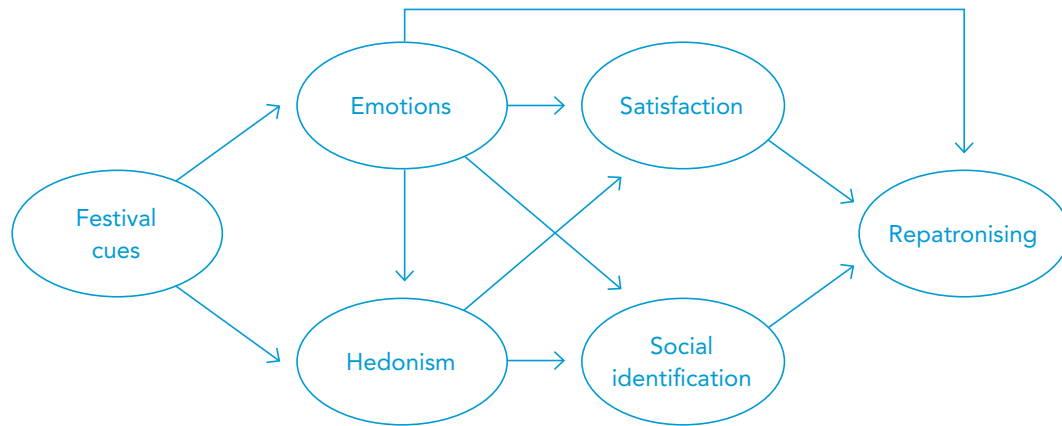 Emotions
Satisfaction
Festival
cues
Repatronising
Hedonism
Social
identification